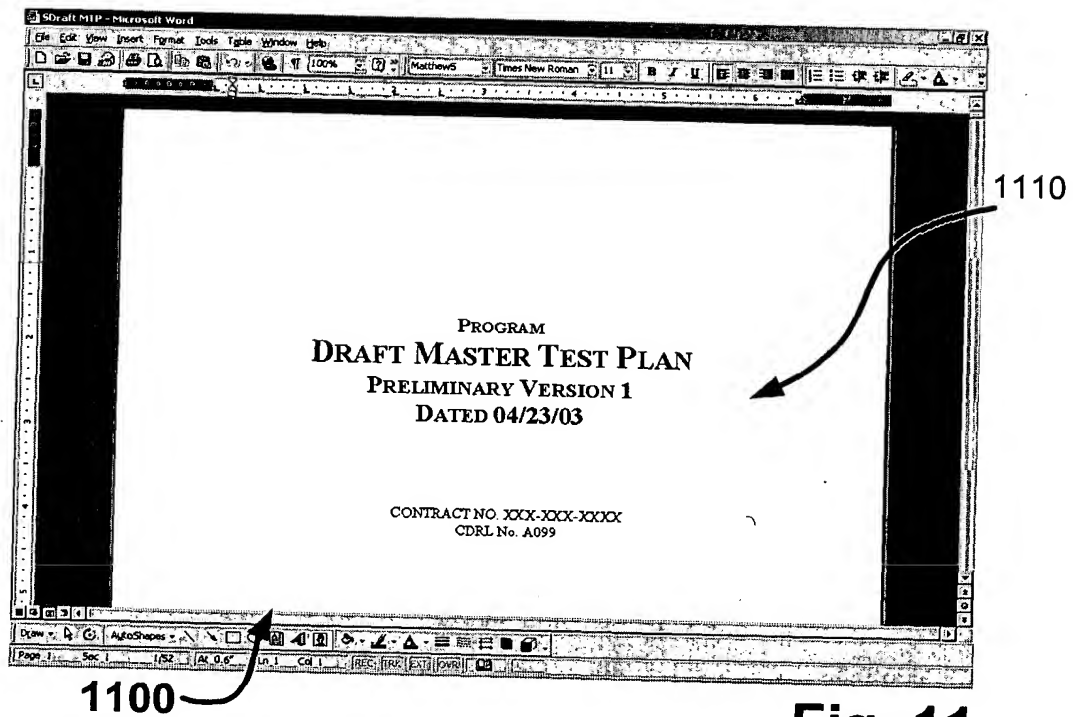 SDraft MTP - Microsoft Word
File Edit View Insert Format Tools Table Window Help
100% Matthew5 Times New Roman 11 B I U
1110
PROGRAM
DRAFT MASTER TEST PLAN
PRELIMINARY VERSION 1
DATED 04/23/03
CONTRACT NO. XXX-XXX-XXXX
CDRL No. A099
Draw AutoShapes
Page 1 Sec 1 1/52 At 0.6" Ln 1 Col 1 REC TRK EXT OVR
1100
Fig. 11